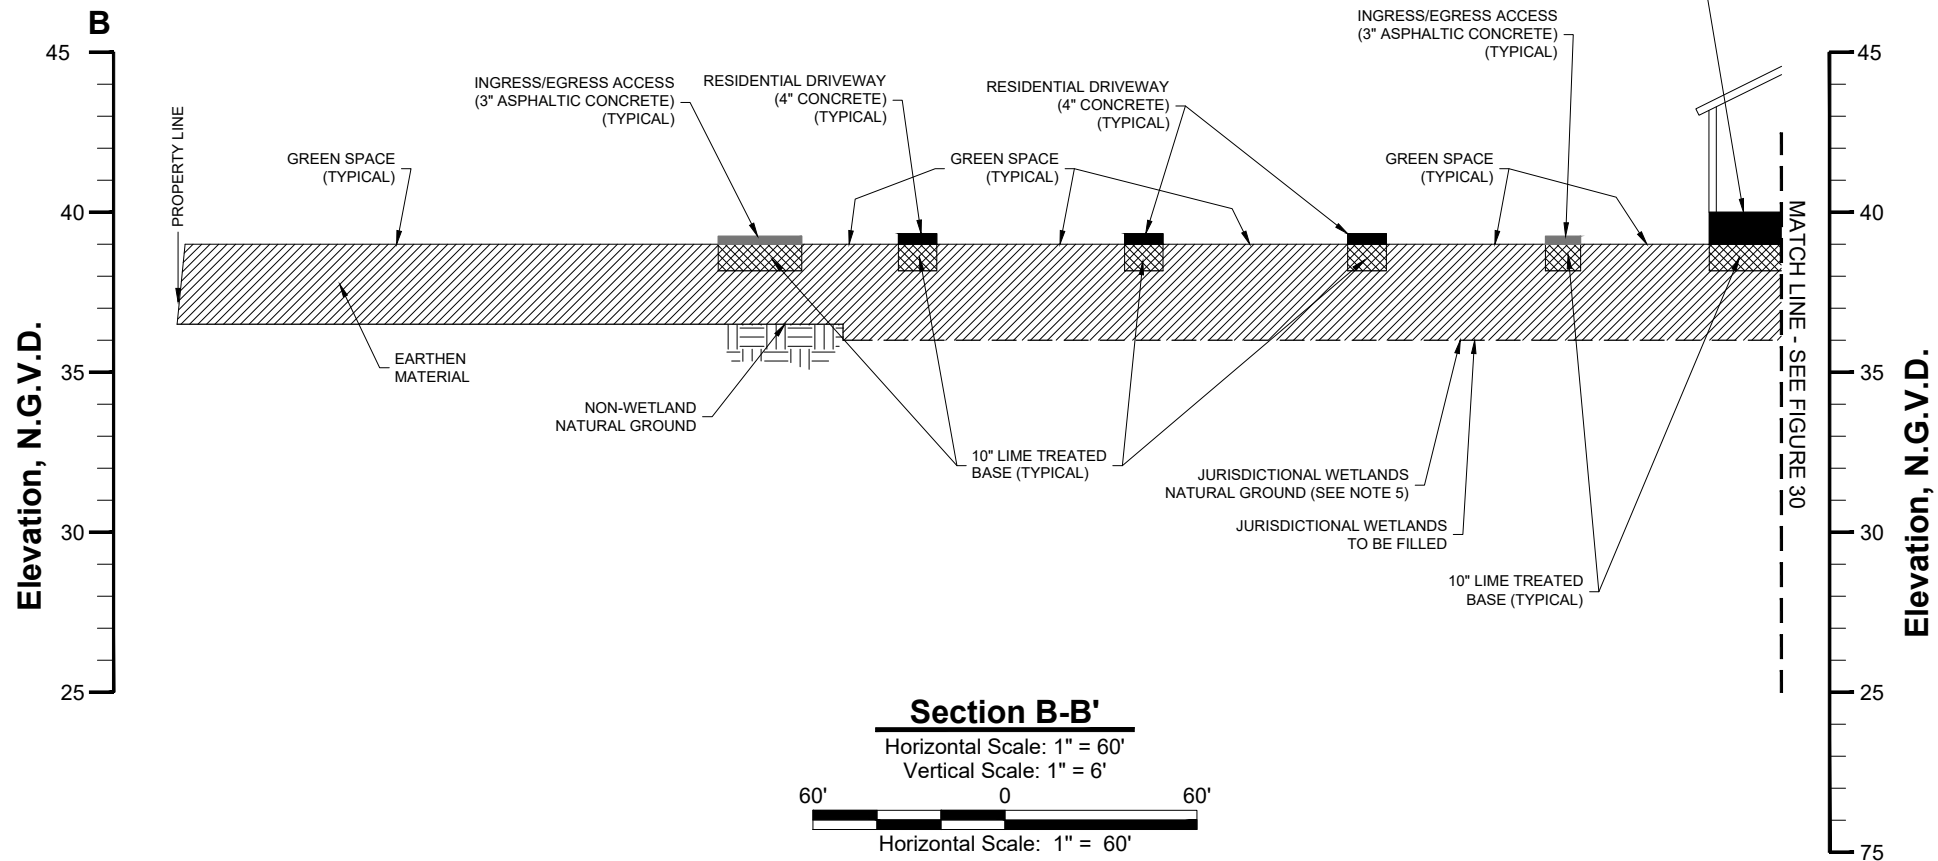 B
45
40
35
30
25
Elevation, N.G.V.D.
PROPERTY LINE
GREEN SPACE
(TYPICAL)
INGRESS/EGRESS ACCESS
(3" ASPHALTIC CONCRETE)
(TYPICAL)
RESIDENTIAL DRIVEWAY
(4" CONCRETE)
(TYPICAL)
GREEN SPACE
(TYPICAL)
RESIDENTIAL DRIVEWAY
(4" CONCRETE)
(TYPICAL)
INGRESS/EGRESS ACCESS
(3" ASPHALTIC CONCRETE)
(TYPICAL)
GREEN SPACE
(TYPICAL)
EARTHEN
MATERIAL
NON-WETLAND
NATURAL GROUND
10" LIME TREATED
BASE (TYPICAL)
JURISDICTIONAL WETLANDS
NATURAL GROUND (SEE NOTE 5)
JURISDICTIONAL WETLANDS
TO BE FILLED
10" LIME TREATED
BASE (TYPICAL)
MATCH LINE - SEE FIGURE 30
45
40
35
30
25
75
Elevation, N.G.V.D.
Section B-B'
Horizontal Scale: 1" = 60'
Vertical Scale: 1" = 6'
60' 0 60'
Horizontal Scale: 1" = 60'